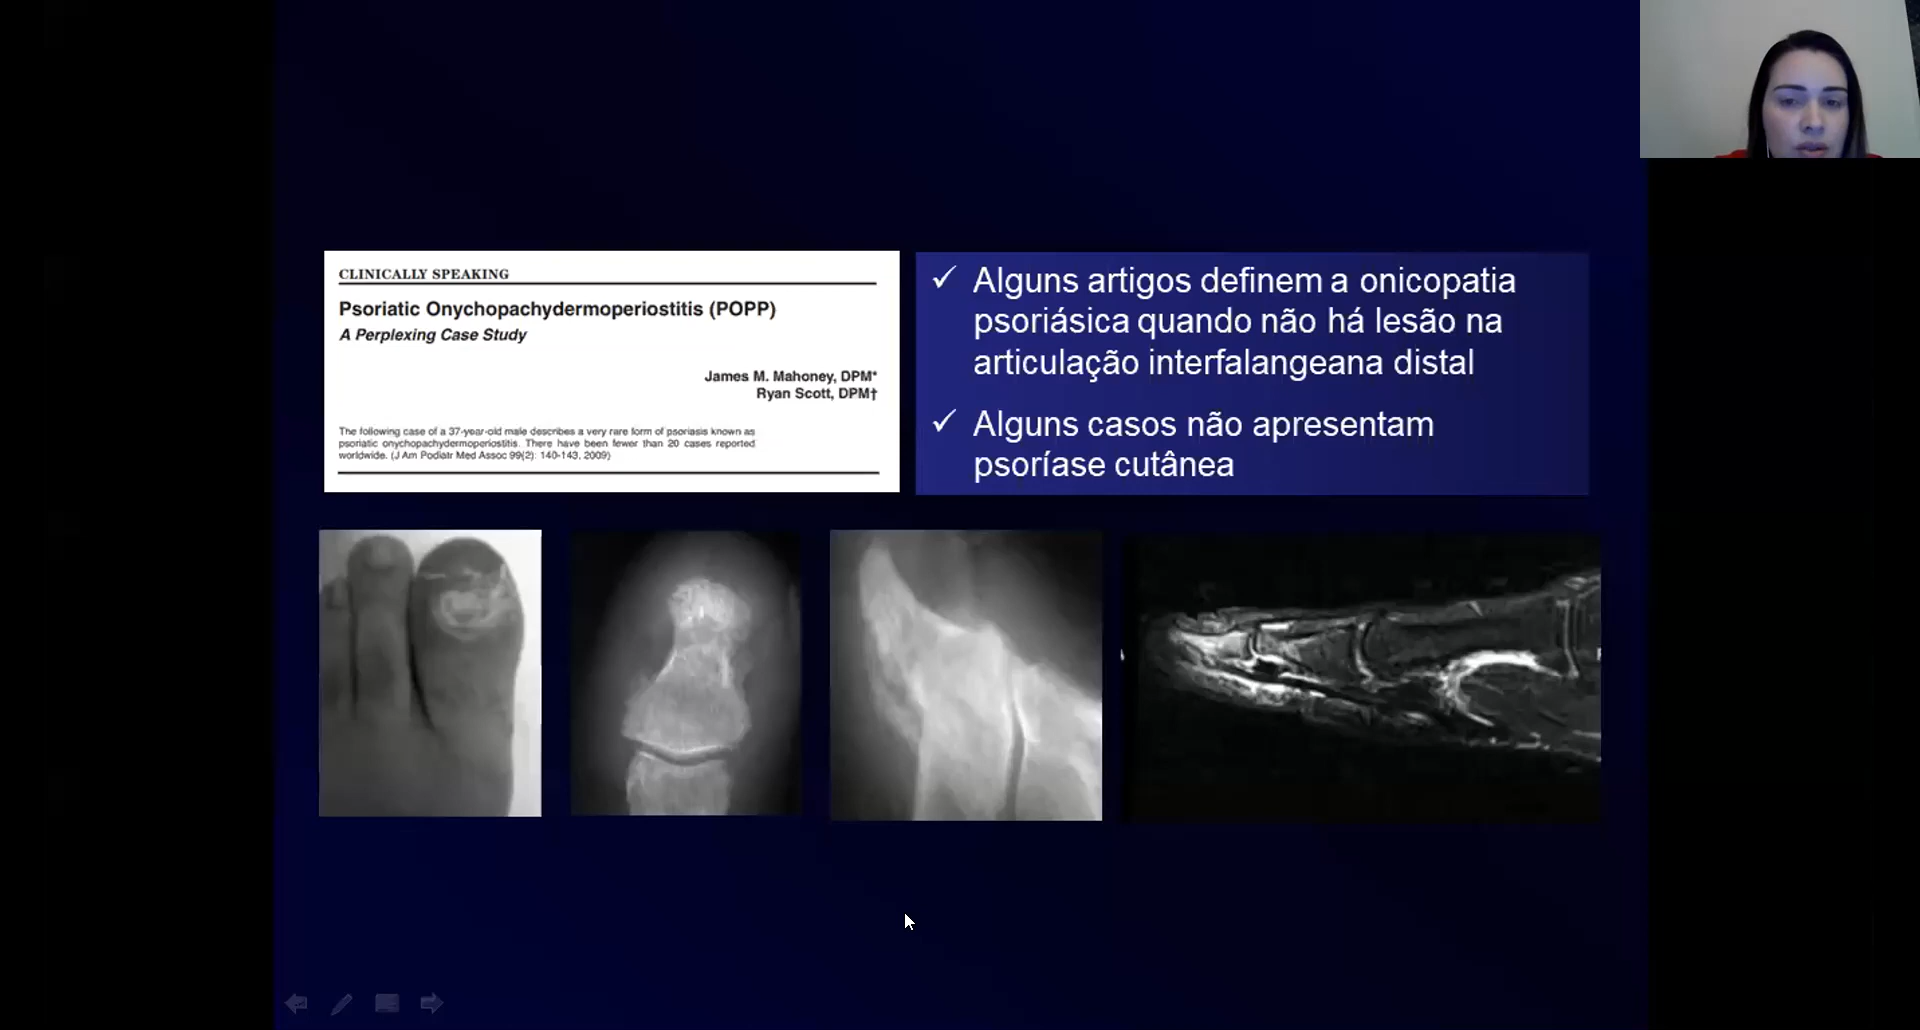 CLINICALLY SPEAKING
Psoriatic Onychopachydermoperiostitis (POPP)
A Perplexing Case Study
James M. Mahoney, DPM*
Ryan Scott, DPM†
The following case of a 37-year-old male describes a very rare form of psoriasis known as
psoriatic onychopachydermoperiostitis. There have been fewer than 20 cases reported
worldwide. (J Am Podiatr Med Assoc 99(2): 140-143, 2009)
✓ Alguns artigos definem a onicopatia
psoriásica quando não há lesão na
articulação interfalangeana distal
✓ Alguns casos não apresentam
psoríase cutânea